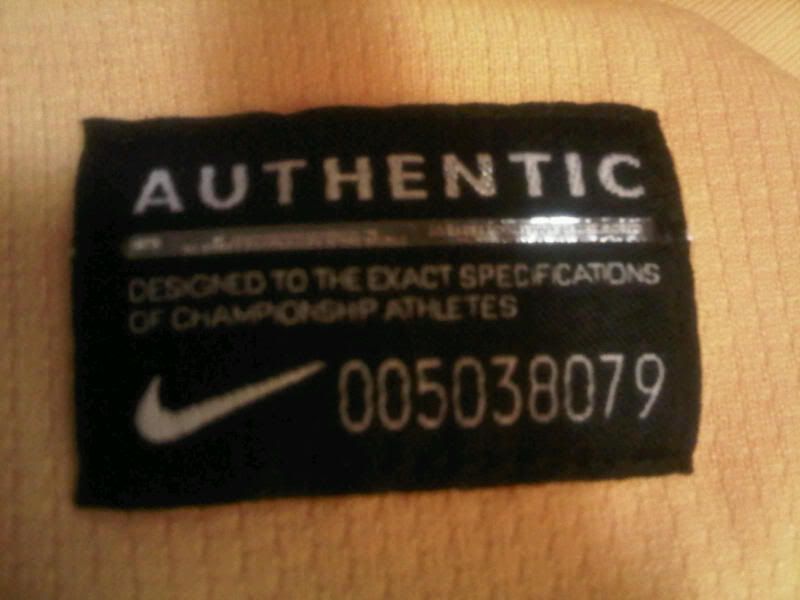 AUTHENTIC
DESIGNED TO THE EXACT SPECIFICATIONS
OF CHAMPIONSHIP ATHLETES
005038079